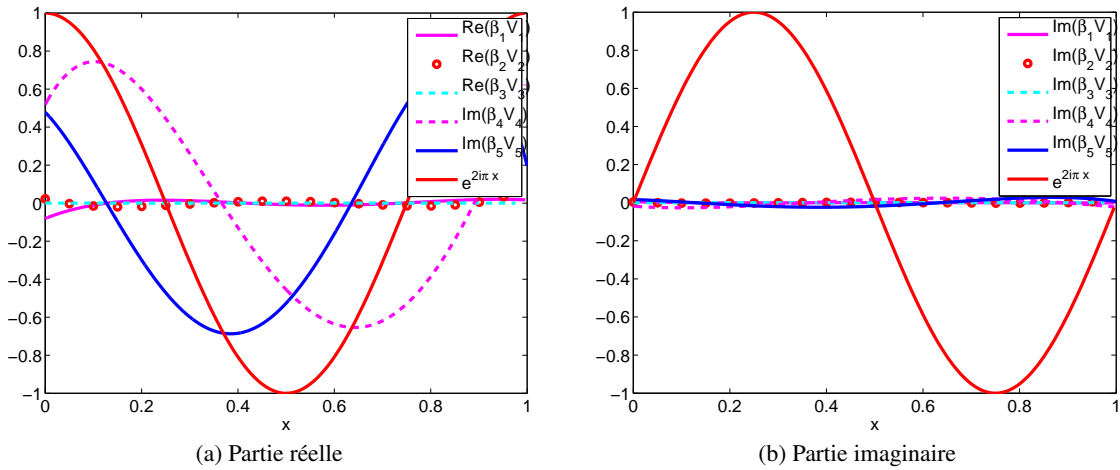 1
0.8
0.6
0.4
0.2
0
−0.2
−0.4
−0.6
−0.8
−1
0
0.2
0.4
0.6
0.8
1
x
Re(β₁V₁)
Re(β₂V₂)
Re(β₃V₃)
Im(β₄V₄)
Im(β₅V₅)
e^{2iπ x}
(a) Partie réelle
1
0.8
0.6
0.4
0.2
0
−0.2
−0.4
−0.6
−0.8
−1
0
0.2
0.4
0.6
0.8
1
x
Im(β₁V₁)
Im(β₂V₂)
Im(β₃V₃)
Im(β₄V₄)
Im(β₅V₅)
e^{2iπ x}
(b) Partie imaginaire